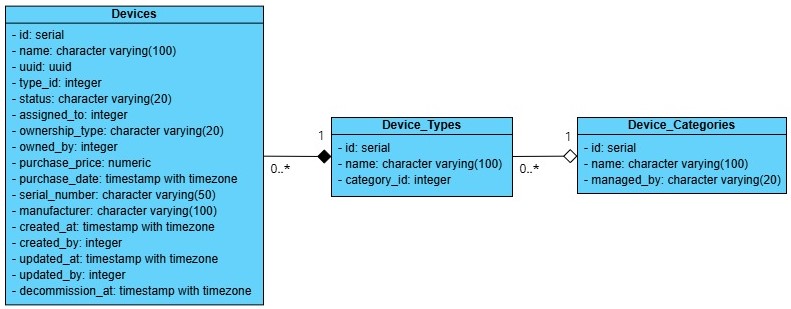 Devices
- id: serial
- name: character varying(100)
- uuid: uuid
- type_id: integer
- status: character varying(20)
- assigned_to: integer
- ownership_type: character varying(20)
- owned_by: integer
- purchase_price: numeric
- purchase_date: timestamp with timezone
- serial_number: character varying(50)
- manufacturer: character varying(100)
- created_at: timestamp with timezone
- created_by: integer
- updated_at: timestamp with timezone
- updated_by: integer
- decommission_at: timestamp with timezone
1
0..*
Device_Types
- id: serial
- name: character varying(100)
- category_id: integer
1
0..*
Device_Categories
- id: serial
- name: character varying(100)
- managed_by: character varying(20)